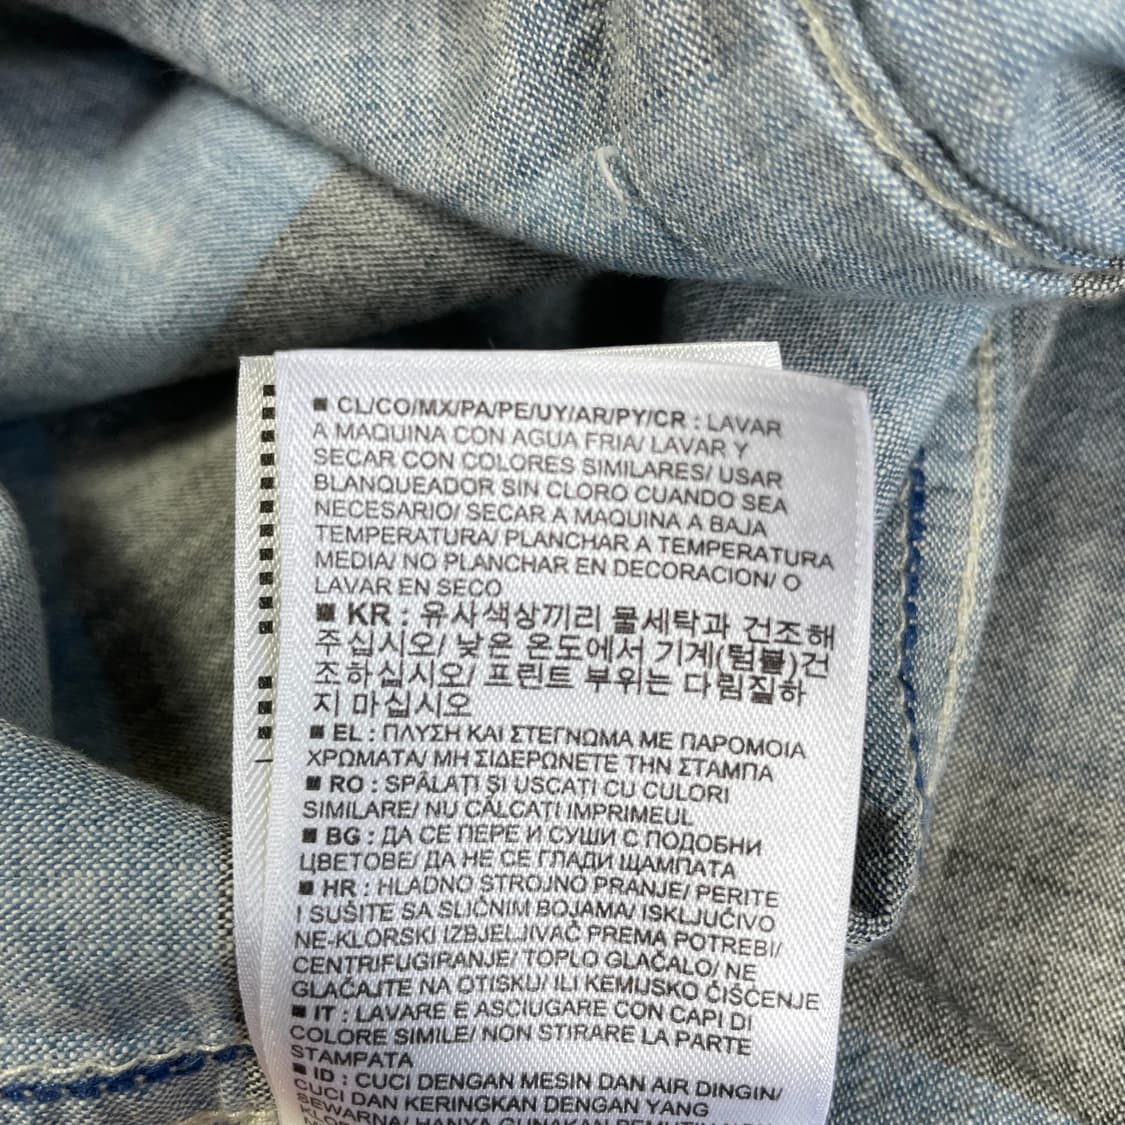 ■ CL/CO/MX/PA/PE/UY/AR/PY/CR : LAVAR
A MAQUINA CON AGUA FRIA/ LAVAR Y
SECAR CON COLORES SIMILARES/ USAR
BLANQUEADOR SIN CLORO CUANDO SEA
NECESARIO/ SECAR A MAQUINA A BAJA
TEMPERATURA/ PLANCHAR A TEMPERATURA
MEDIA/ NO PLANCHAR EN DECORACION/ O
LAVAR EN SECO
■ KR : 유사색상끼리 물세탁과 건조해
주십시오/ 낮은 온도에서 기계(텀블)건
조하십시오/ 프린트 부위는 다림질하
지 마십시오
■ EL : ΠΛΥΣΗ ΚΑΙ ΣΤΕΓΝΩΜΑ ΜΕ ΠΑΡΟΜΟΙΑ
ΧΡΩΜΑΤΑ/ ΜΗ ΣΙΔΕΡΩΝΕΤΕ ΤΗΝ ΣΤΑΜΠΑ
■ RO : SPĂLAȚI ȘI USCAȚI CU CULORI
SIMILARE/ NU CĂLCAȚI IMPRIMEUL
■ BG : ДА СЕ ПЕРЕ И СУШИ С ПОДОБНИ
ЦВЕТОВЕ/ ДА НЕ СЕ ГЛАДИ ЩАМПАТА
■ HR : HLADNO STROJNO PRANJE/ PERITE
I SUŠITE SA SLIČNIM BOJAMA/ ISKLJUČIVO
NE-KLORSKI IZBJELJIVAČ PREMA POTREBI/
CENTRIFUGIRANJE/ TOPLO GLAČALO/ NE
GLAČAJTE NA OTISKU/ ILI KEMUSKO ČIŠĆENJE
■ IT : LAVARE E ASCIUGARE CON CAPI DI
COLORE SIMILE/ NON STIRARE LA PARTE
STAMPATA
■ ID : CUCI DENGAN MESIN DAN AIR DINGIN/
CUCI DAN KERINGKAN DENGAN YANG
SEWARNA/ HANYA GUNAKAN PEMUTIH